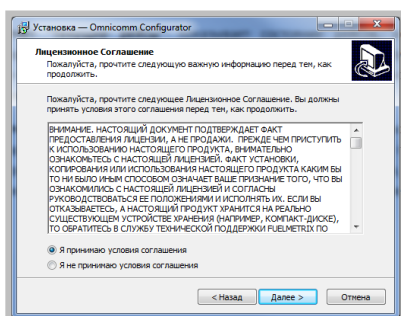 Установка — Omnicomm Configurator
Лицензионное Соглашение
Пожалуйста, прочтите следующую важную информацию перед тем, как
продолжить.
Пожалуйста, прочтите следующее Лицензионное Соглашение. Вы должны
принять условия этого соглашения перед тем, как продолжить.
ВНИМАНИЕ. НАСТОЯЩИЙ ДОКУМЕНТ ПОДТВЕРЖДАЕТ ФАКТ
ПРЕДОСТАВЛЕНИЯ ЛИЦЕНЗИИ, А НЕ ПРОДАЖИ. ПРЕЖДЕ ЧЕМ ПРИСТУПИТЬ
К ИСПОЛЬЗОВАНИЮ НАСТОЯЩЕГО ПРОДУКТА, ВНИМАТЕЛЬНО
ОЗНАКОМЬТЕСЬ С НАСТОЯЩЕЙ ЛИЦЕНЗИЕЙ. ФАКТ УСТАНОВКИ,
КОПИРОВАНИЯ ИЛИ ИСПОЛЬЗОВАНИЯ НАСТОЯЩЕГО ПРОДУКТА КАКИМ БЫ
ТО НИ БЫЛО ИНЫМ СПОСОБОМ ОЗНАЧАЕТ ВАШЕ ПРИЗНАНИЕ ТОГО, ЧТО ВЫ
ОЗНАКОМИЛИСЬ С НАСТОЯЩЕЙ ЛИЦЕНЗИЕЙ И СОГЛАСНЫ
РУКОВОДСТВОВАТЬСЯ ЕЕ ПОЛОЖЕНИЯМИ И ИСПОЛНЯТЬ ИХ. ЕСЛИ ВЫ
ОТКАЗЫВАЕТЕСЬ, А НАСТОЯЩИЙ ПРОДУКТ ХРАНИТСЯ НА РЕАЛЬНО
СУЩЕСТВУЮЩЕМ УСТРОЙСТВЕ ХРАНЕНИЯ (НАПРИМЕР, КОМПАКТ-ДИСКЕ),
ТО ОБРАТИТЕСЬ В СЛУЖБУ ТЕХНИЧЕСКОЙ ПОДДЕРЖКИ FUELMETRIX ПО
Я принимаю условия соглашения
Я не принимаю условия соглашения
< Назад
Далее >
Отмена